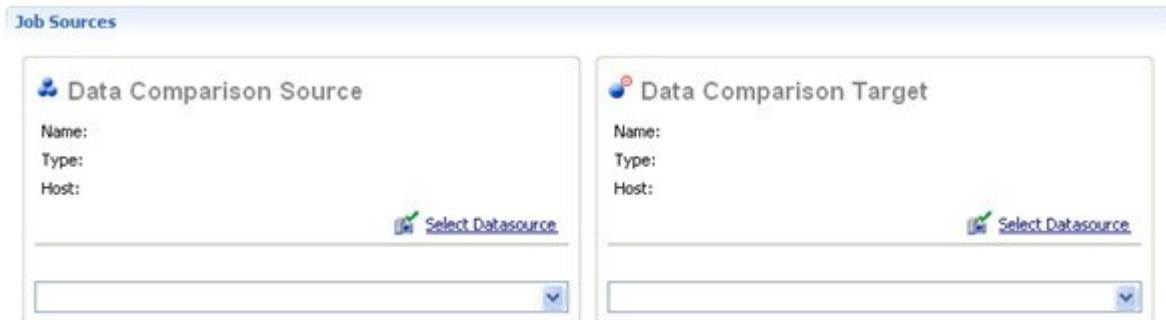 Job Sources
Data Comparison Source
Name:
Type:
Host:
Select Datasource
Data Comparison Target
Name:
Type:
Host:
Select Datasource